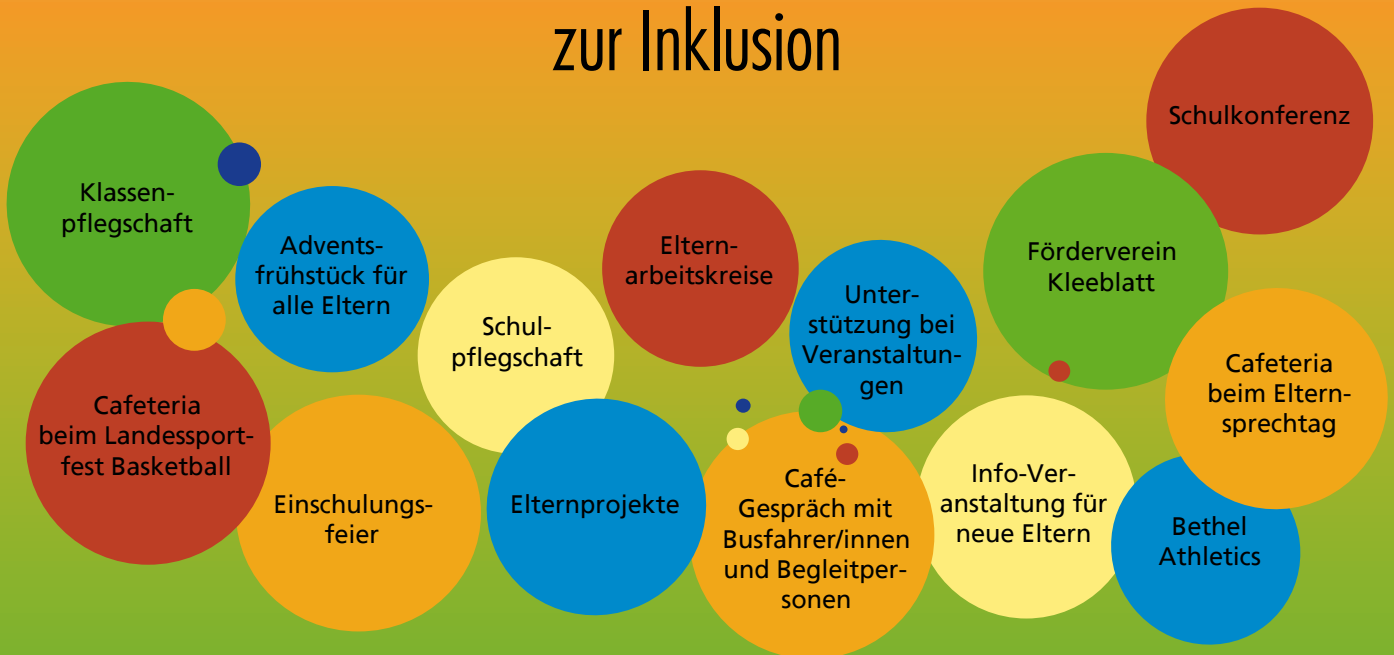 zur Inklusion
Schulkonferenz
Klassen-
pflegschaft
Advents-
frühstück für
alle Eltern
Eltern-
arbeitskreise
Förderverein
Kleeblatt
Unter-
stützung bei
Veranstaltun-
gen
Schul-
pflegschaft
Cafeteria
beim Eltern-
sprechtag
Cafeteria
beim Landessport-
fest Basketball
Einschulungs-
feier
Elternprojekte
Café-
Gespräch mit
Busfahrer/innen
und Begleitper-
sonen
Info-Ver-
anstaltung für
neue Eltern
Bethel
Athletics